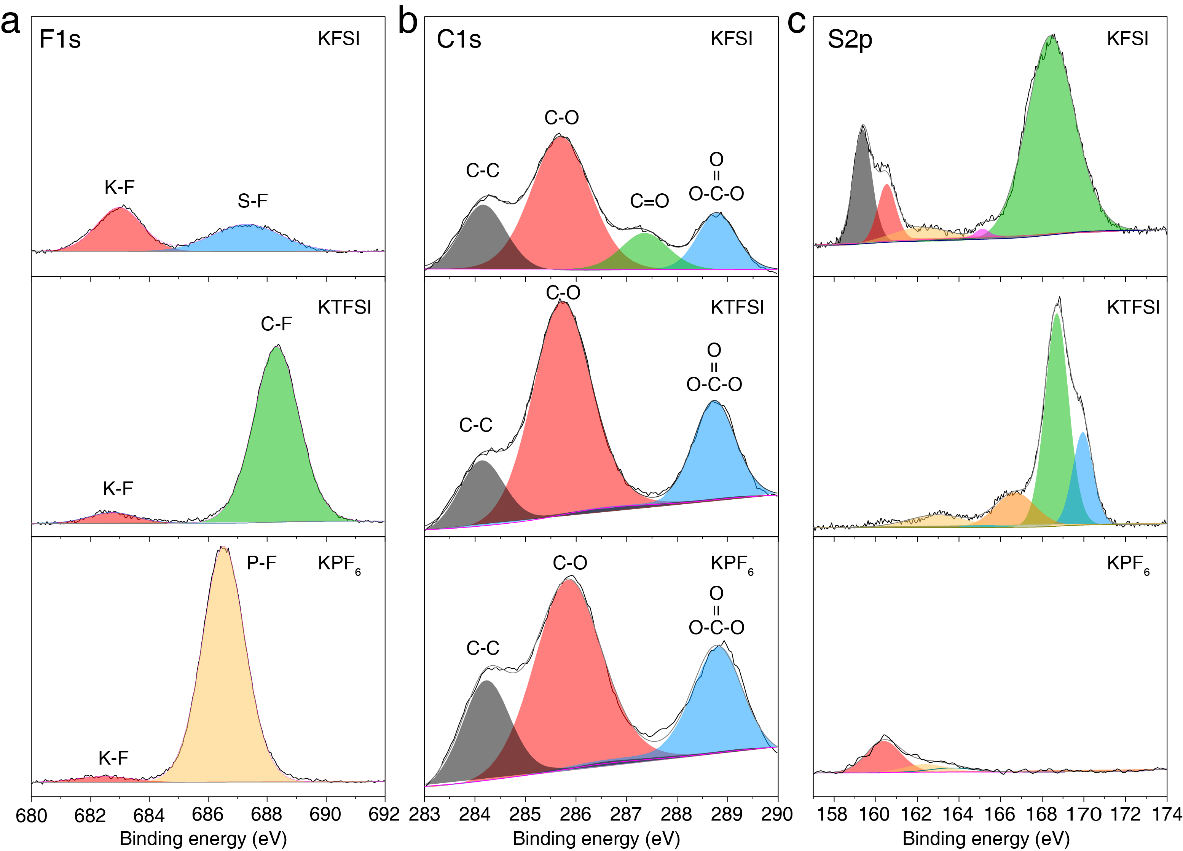 a
F1s
KFSI
K-F
S-F
KTFSI
C-F
K-F
P-F
KPF6
K-F
680 682 684 686 688 690 692
Binding energy (eV)
b
C1s
KFSI
C-O
C-C
C=O
O
=
O-C-O
C-O
KTFSI
O
=
O-C-O
C-C
C-O
KPF6
O
=
O-C-O
C-C
283 284 285 286 287 288 289 290
Binding energy (eV)
c
S2p
KFSI
KTFSI
KPF6
158 160 162 164 166 168 170 172 174
Binding energy (eV)